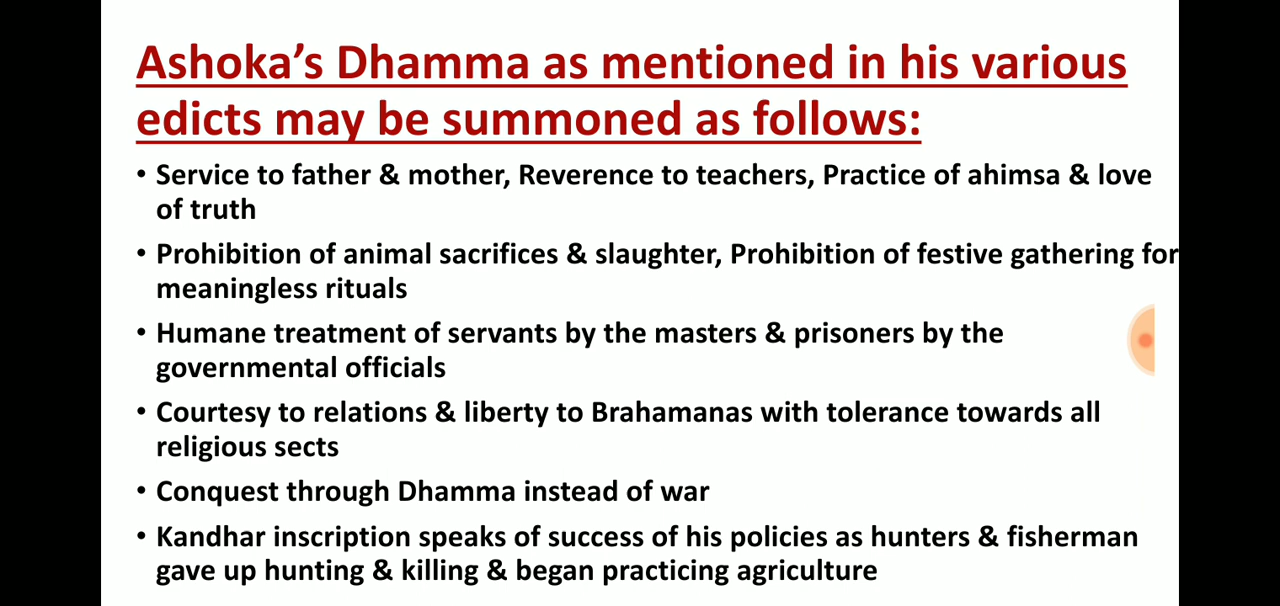 Ashoka’s Dhamma as mentioned in his various
edicts may be summoned as follows:
• Service to father & mother, Reverence to teachers, Practice of ahimsa & love
of truth
• Prohibition of animal sacrifices & slaughter, Prohibition of festive gathering for
meaningless rituals
• Humane treatment of servants by the masters & prisoners by the
governmental officials
• Courtesy to relations & liberty to Brahamanas with tolerance towards all
religious sects
• Conquest through Dhamma instead of war
• Kandhar inscription speaks of success of his policies as hunters & fisherman
gave up hunting & killing & began practicing agriculture